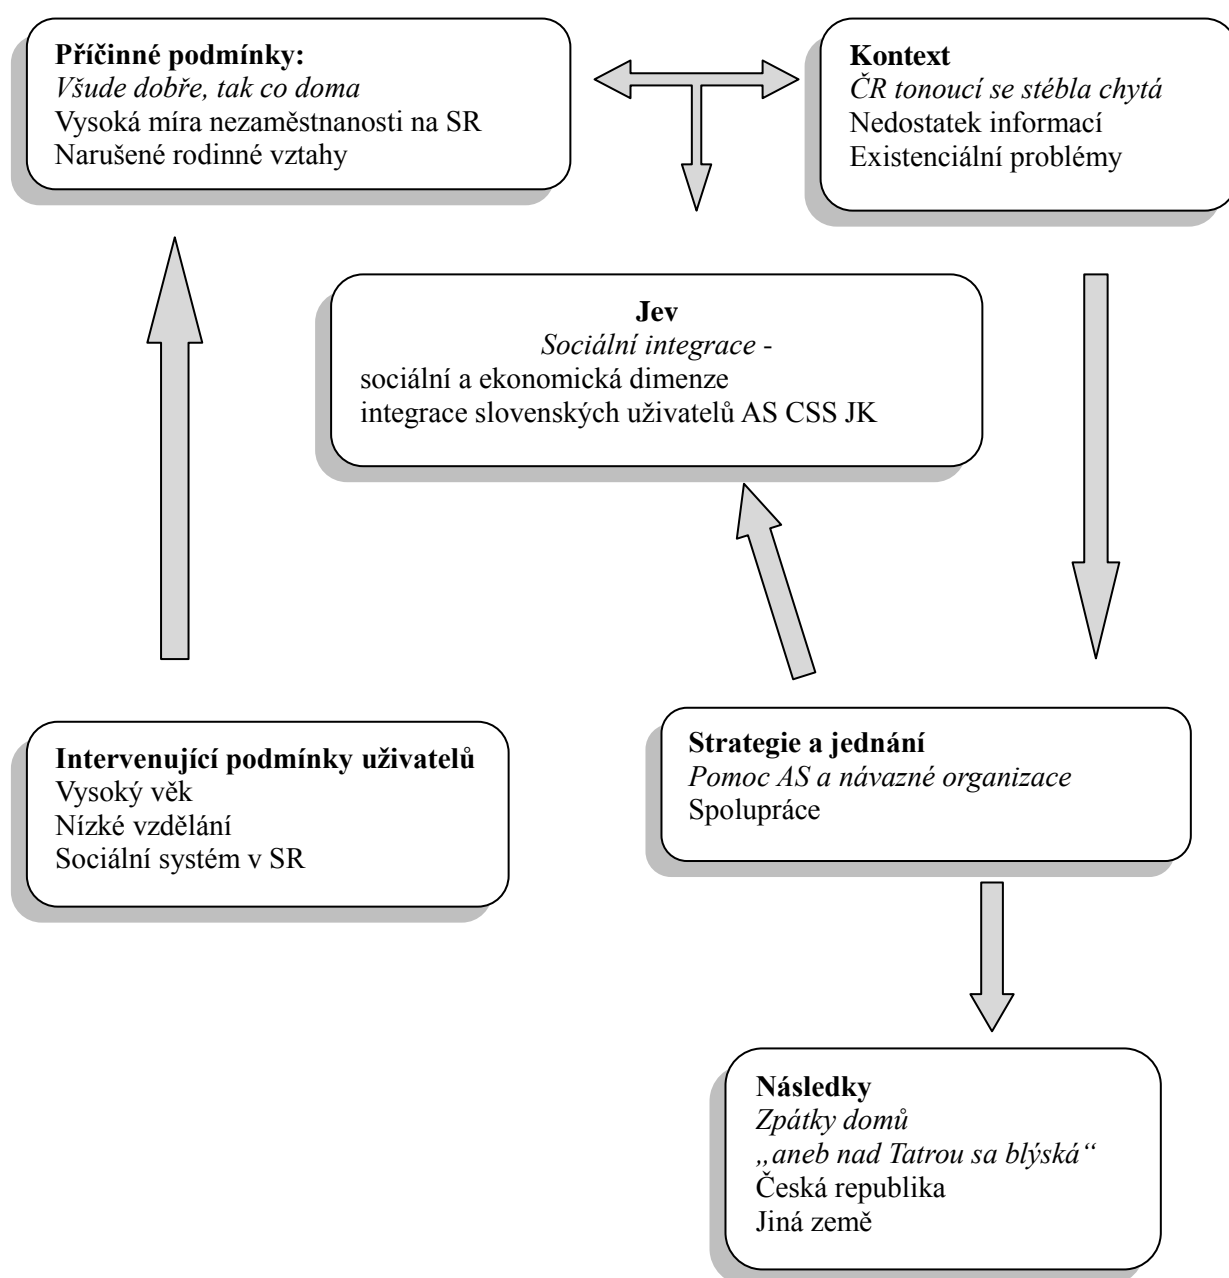 Příčinné podmínky:
Všude dobře, tak co doma
Vysoká míra nezaměstnanosti na SR
Narušené rodinné vztahy
Kontext
ČR tonoucí se stébla chytá
Nedostatek informací
Existenciální problémy
Jev
Sociální integrace -
sociální a ekonomická dimenze
integrace slovenských uživatelů AS CSS JK
Intervenující podmínky uživatelů
Vysoký věk
Nízké vzdělání
Sociální systém v SR
Strategie a jednání
Pomoc AS a návazné organizace
Spolupráce
Následky
Zpátky domů
„aneb nad Tatrou sa blýská“
Česká republika
Jiná země